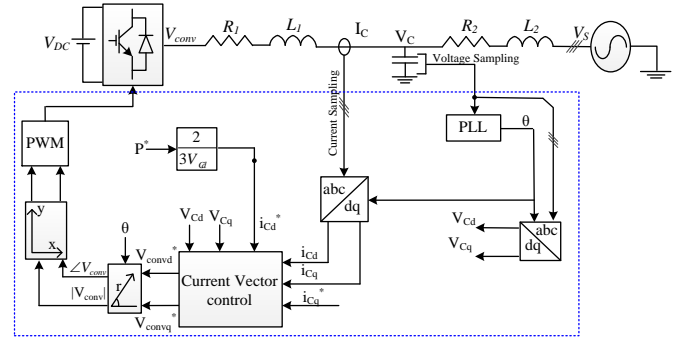 V_DC
V_conv
R_1
L_1
I_C
V_C
R_2
L_2
V_S
Voltage Sampling
Current Sampling
PWM
P*
2
3V_Gd
PLL
θ
abc
dq
y
x
V_Cd
V_Cq
i_Cd*
θ
∠V_conv
|V_conv|
r
V_convd*
V_convq*
Current Vector
control
i_Cd
i_Cq
i_Cq*
V_Cd
V_Cq
abc
dq